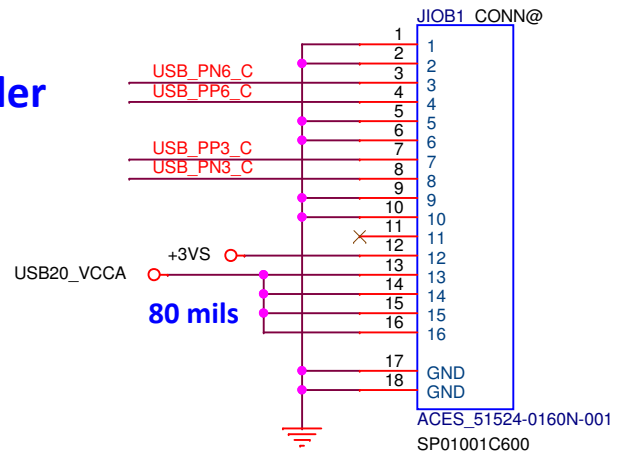 JIOB1 CONN@
1 1
2 2
USB_PN6_C 3 3
USB_PP6_C 4 4
5 5
6 6
USB_PP3_C 7 7
USB_PN3_C 8 8
9 9
10 10
11 11
+3VS 12 12
USB20_VCCA 13 13
14 14
80 mils 15 15
16 16
17 GND
18 GND
ACES_51524-0160N-001
SP01001C600